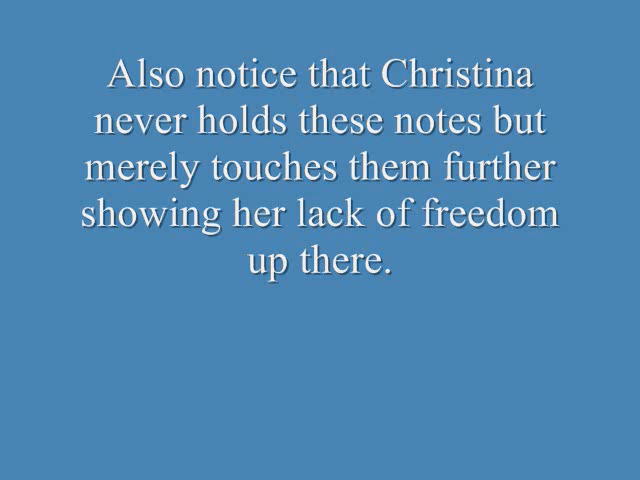 Also notice that Christina
never holds these notes but
merely touches them further
showing her lack of freedom
up there.